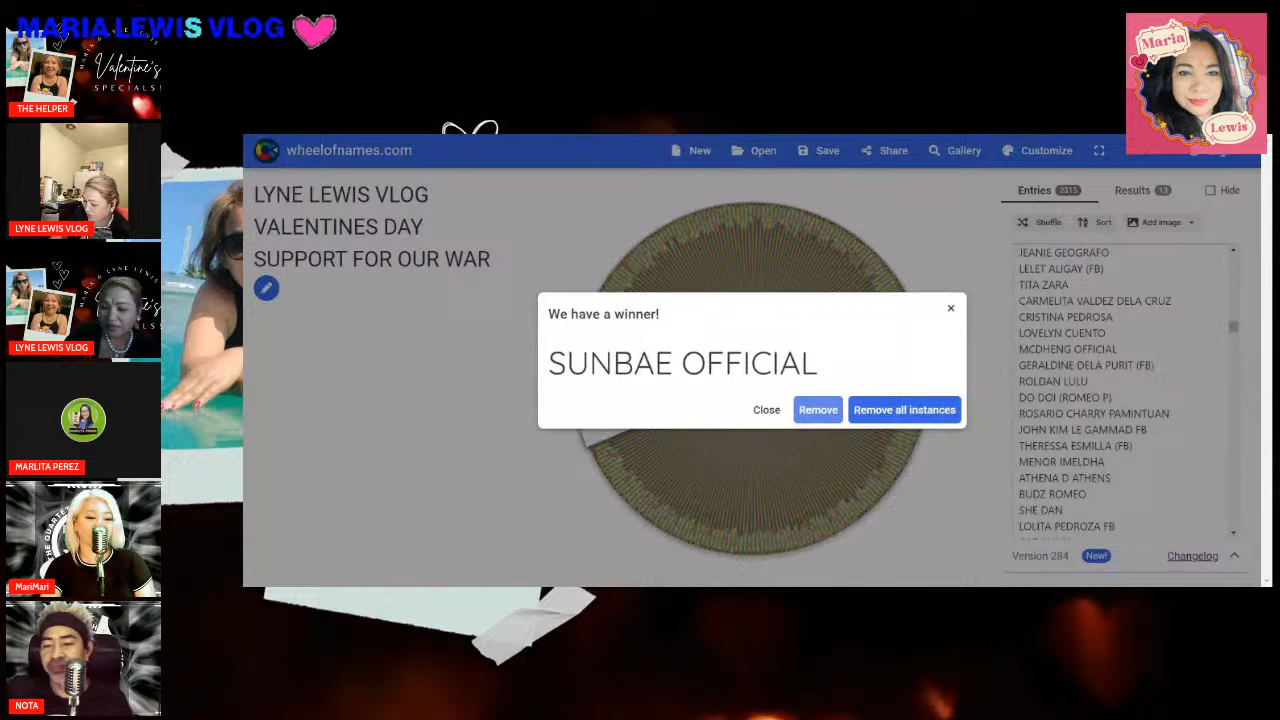 MARIA LEWIS VLOG
Maria
Lewis
Valentine's
SPECIALS!
THE HELPER
LYNE LEWIS VLOG
LYNE LEWIS VLOG
MARLITA PEREZ
MariMari
NOTA
wheelofnames.com
New
Open
Save
Share
Gallery
Customize
LYNE LEWIS VLOG
VALENTINES DAY
SUPPORT FOR OUR WAR
We have a winner!
×
SUNBAE OFFICIAL
Close
Remove
Remove all instances
Entries 2315
Results 13
Hide
Shuffle
Sort
Add image
JEANIE GEOGRAFO
LELET ALIGAY (FB)
TITA ZARA
CARMELITA VALDEZ DELA CRUZ
CRISTINA PEDROSA
LOVELYN CUENTO
MCDHENG OFFICIAL
GERALDINE DELA PURIT (FB)
ROLDAN LULU
DO DOI (ROMEO P)
ROSARIO CHARRY PAMINTUAN
JOHN KIM LE GAMMAD FB
THERESSA ESMILLA (FB)
MENOR IMELDHA
ATHENA D ATHENS
BUDZ ROMEO
SHE DAN
LOLITA PEDROZA FB
Version 284
New!
Changelog